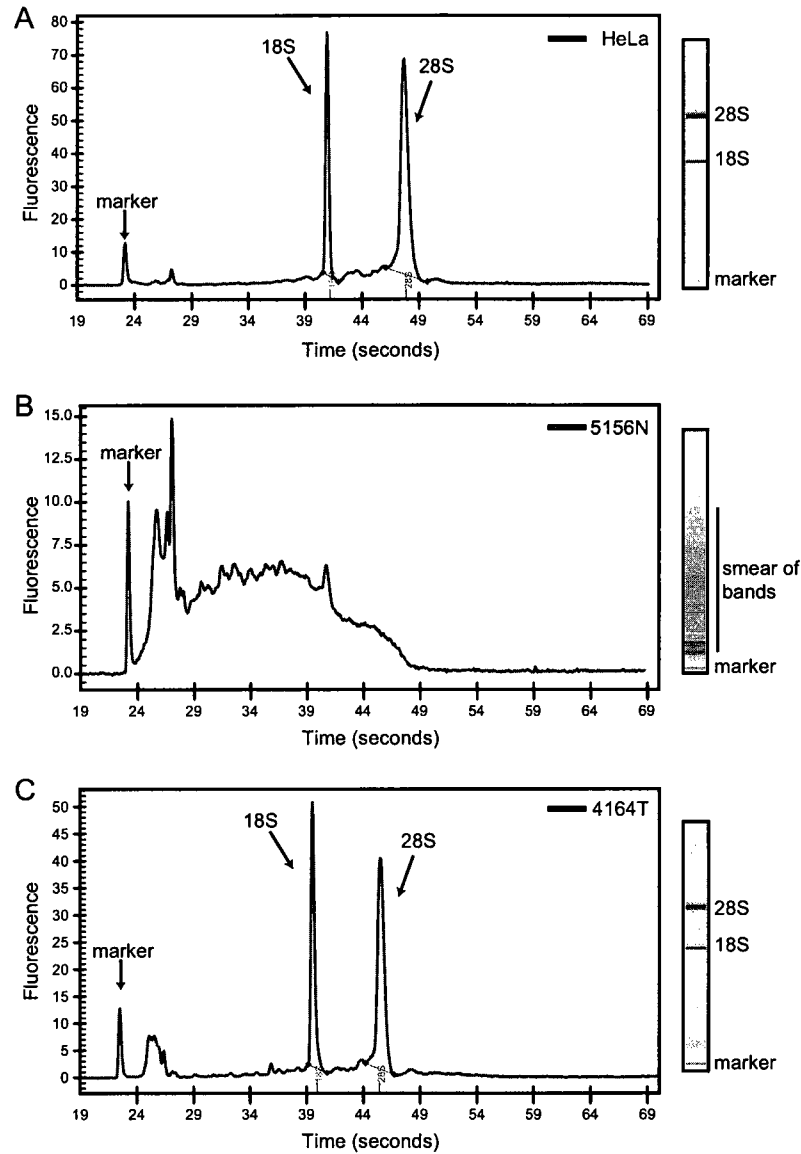 A
HeLa
80
70
60
50
40
30
20
10
0
Fluorescence
18S
28S
marker
28S
19 24 29 34 39 44 49 54 59 64 69
Time (seconds)
28S
18S
marker
B
5156N
15.0
12.5
10.0
7.5
5.0
2.5
0.0
Fluorescence
marker
19 24 29 34 39 44 49 54 59 64 69
Time (seconds)
smear of
bands
marker
C
4164T
50
45
40
35
30
25
20
15
10
5
0
Fluorescence
18S
28S
marker
28S
19 24 29 34 39 44 49 54 59 64 69
Time (seconds)
28S
18S
marker